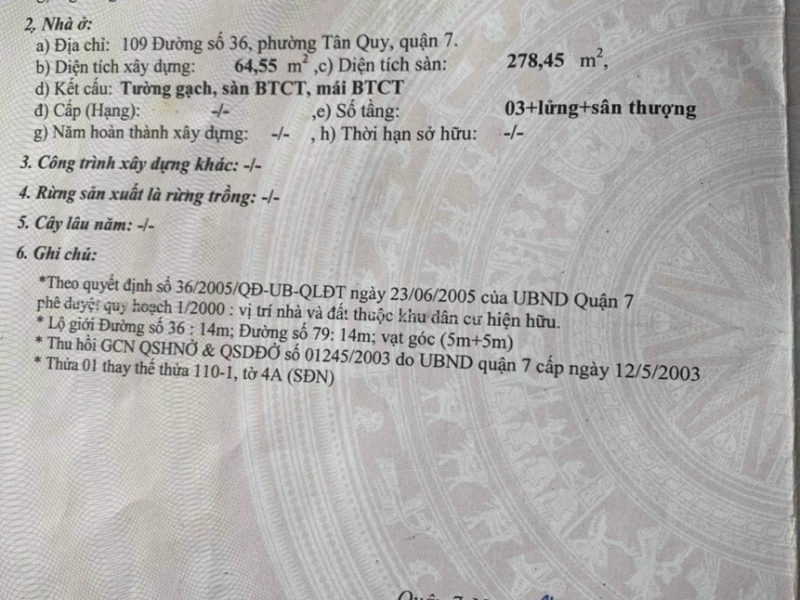 2. Nhà ở:
a) Địa chỉ: 109 Đường số 36, phường Tân Quy, quận 7.
b) Diện tích xây dựng: 64,55 m²,c) Diện tích sàn: 278,45 m²,
d) Kết cấu: Tường gạch, sàn BTCT, mái BTCT
đ) Cấp (Hạng): -/- ,e) Số tầng: 03+lửng+sân thượng
g) Năm hoàn thành xây dựng: -/- , h) Thời hạn sở hữu: -/-
3. Công trình xây dựng khác: -/-
4. Rừng sản xuất là rừng trồng: -/-
5. Cây lâu năm: -/-
6. Ghi chú:
*Theo quyết định số 36/2005/QĐ-UB-QLĐT ngày 23/06/2005 của UBND Quận 7
phê duyệt quy hoạch 1/2000 : vị trí nhà và đất thuộc khu dân cư hiện hữu.
* Lộ giới Đường số 36 : 14m; Đường số 79: 14m; vạt góc (5m+5m)
* Thu hồi GCN QSHNỞ & QSDĐỞ số 01245/2003 do UBND quận 7 cấp ngày 12/5/2003
* Thửa 01 thay thế thửa 110-1, tờ 4A (SĐN)